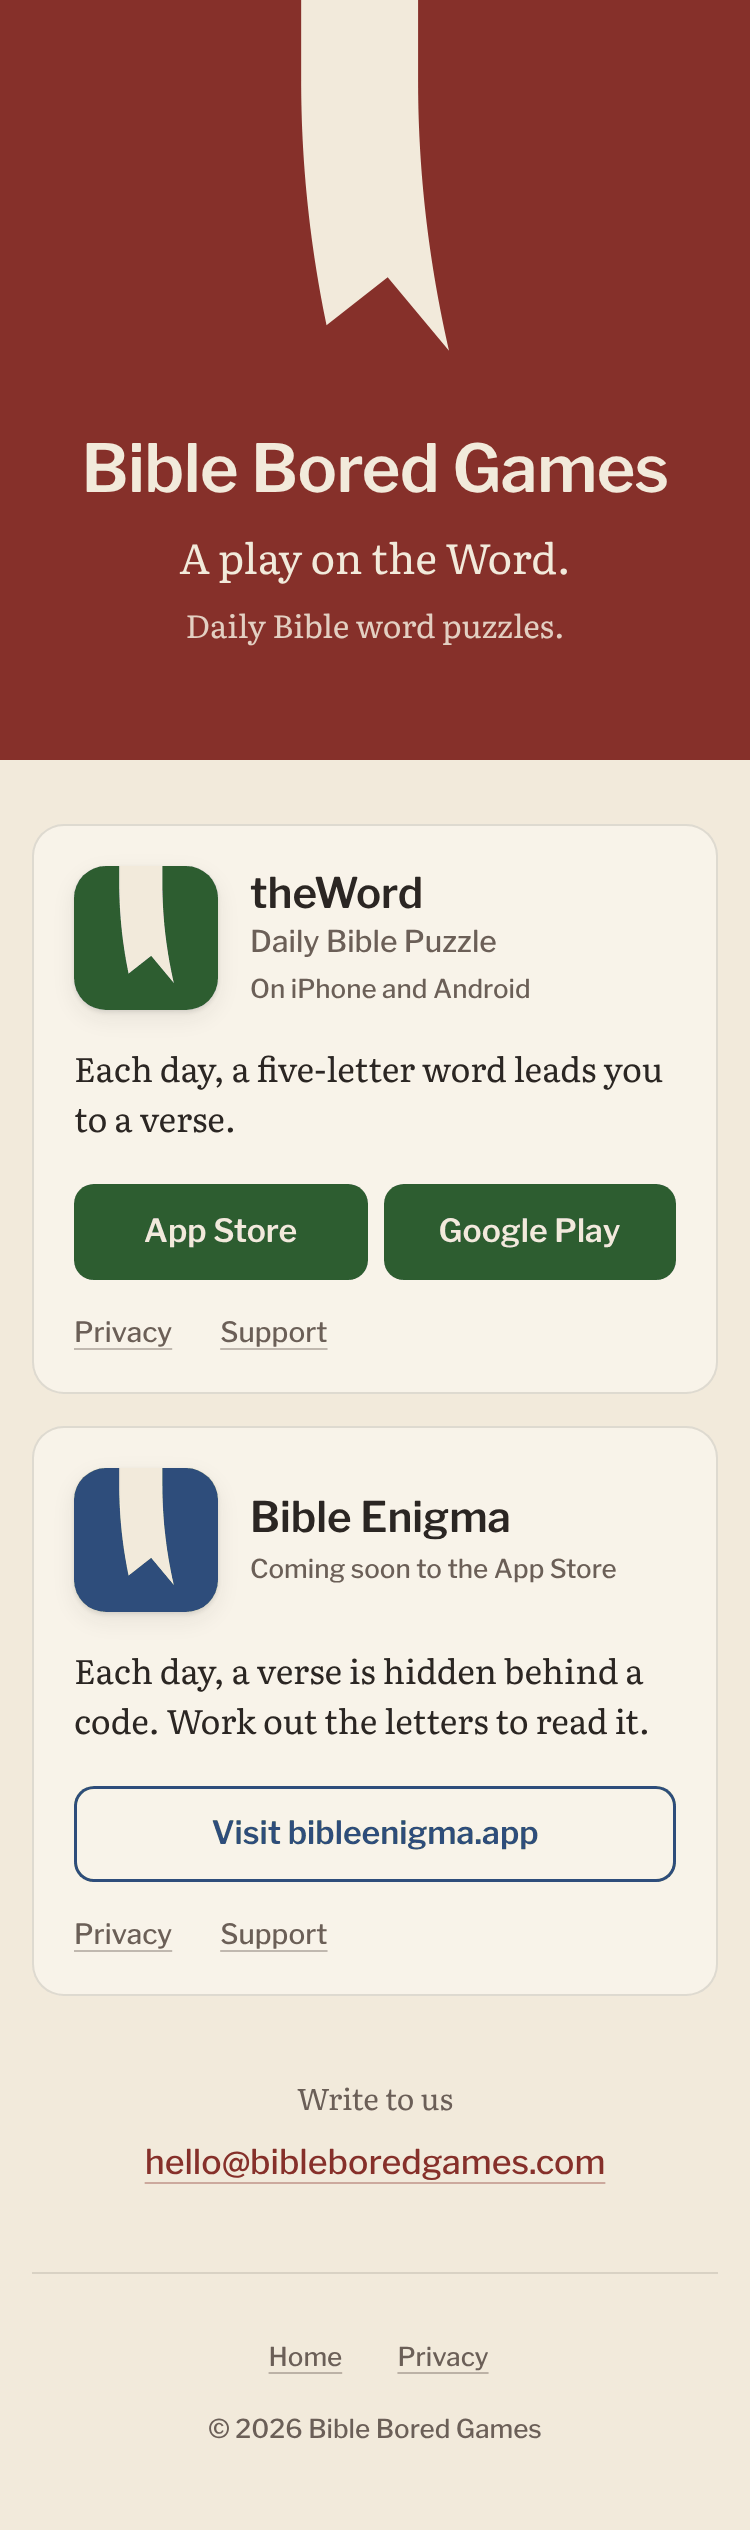 Bible Bored Games
A play on the Word.
Daily Bible word puzzles.
theWord
Daily Bible Puzzle
On iPhone and Android
Each day, a five-letter word leads you
to a verse.
App Store
Google Play
Privacy
Support
Bible Enigma
Coming soon to the App Store
Each day, a verse is hidden behind a
code. Work out the letters to read it.
Visit bibleenigma.app
Privacy
Support
Write to us
hello@bibleboredgames.com
Home
Privacy
© 2026 Bible Bored Games